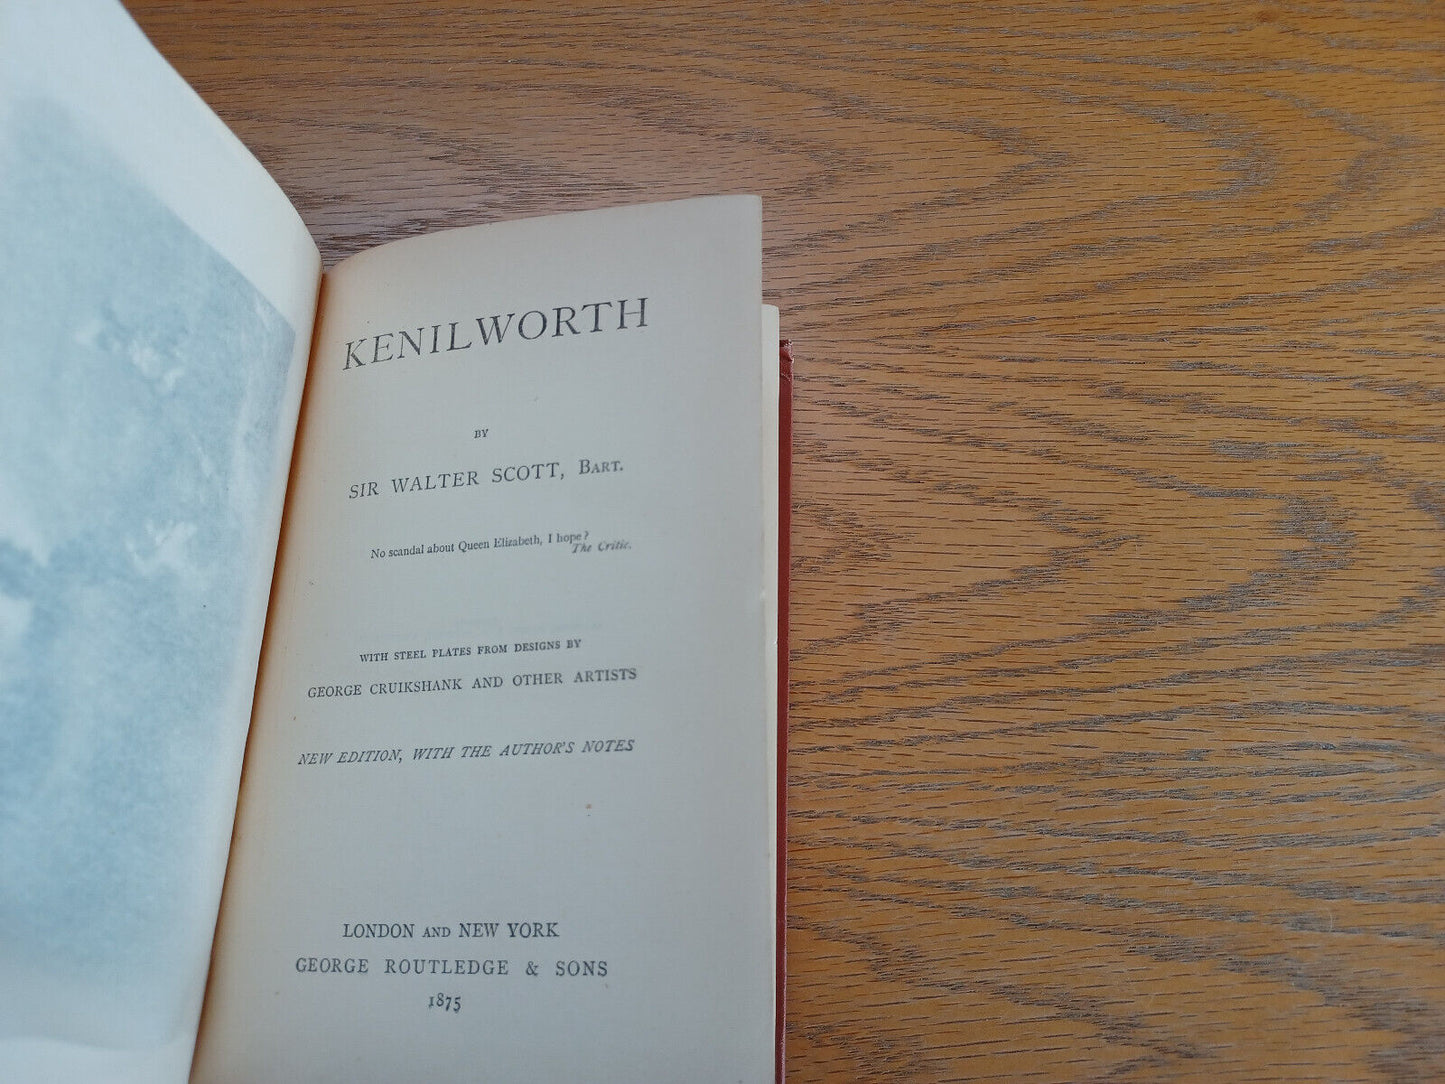 KENILWORTH
BY
SIR WALTER SCOTT, BART.
No scandal about Queen Elizabeth, I hope?
The Critic.
WITH STEEL PLATES FROM DESIGNS BY
GEORGE CRUIKSHANK AND OTHER ARTISTS
NEW EDITION, WITH THE AUTHOR'S NOTES
LONDON AND NEW YORK
GEORGE ROUTLEDGE & SONS
1875